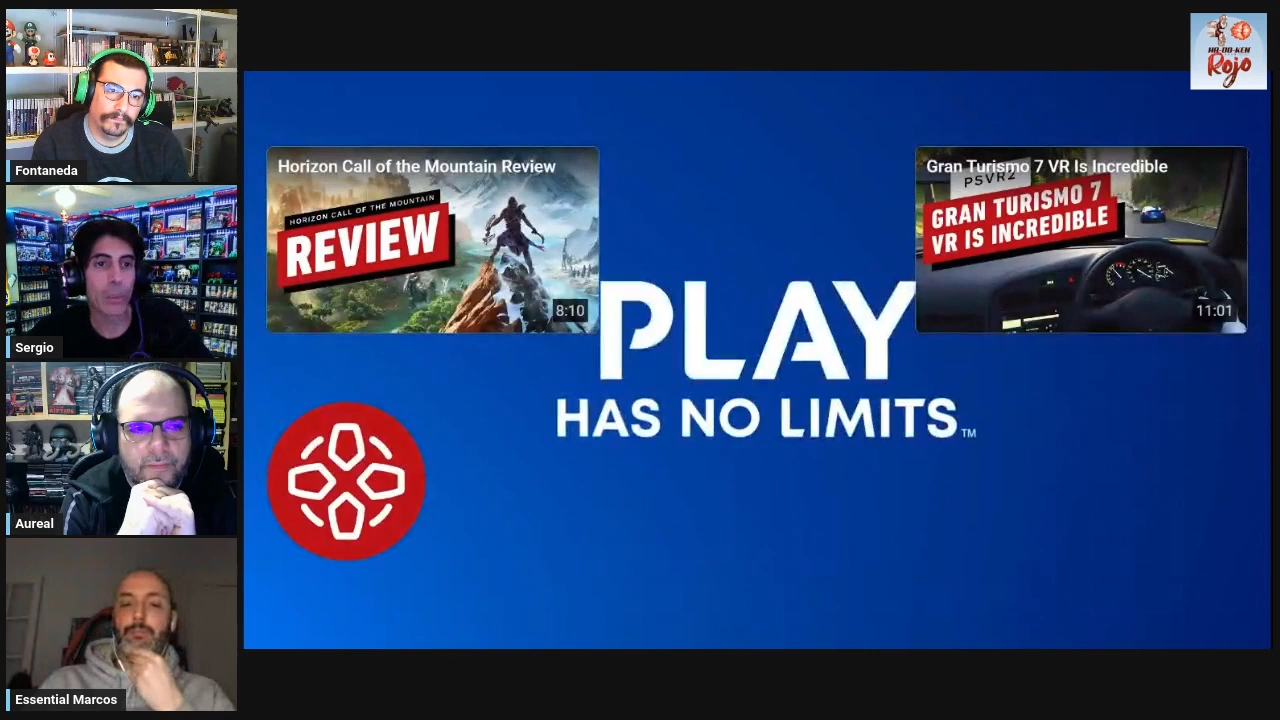 Fontaneda
Sergio
Aureal
Essential Marcos
HA-DO-KEN
Rojo
Horizon Call of the Mountain Review
HORIZON CALL OF THE MOUNTAIN
REVIEW
8:10
Gran Turismo 7 VR Is Incredible
PSVR2
GRAN TURISMO 7
VR IS INCREDIBLE
11:01
PLAY
HAS NO LIMITS™